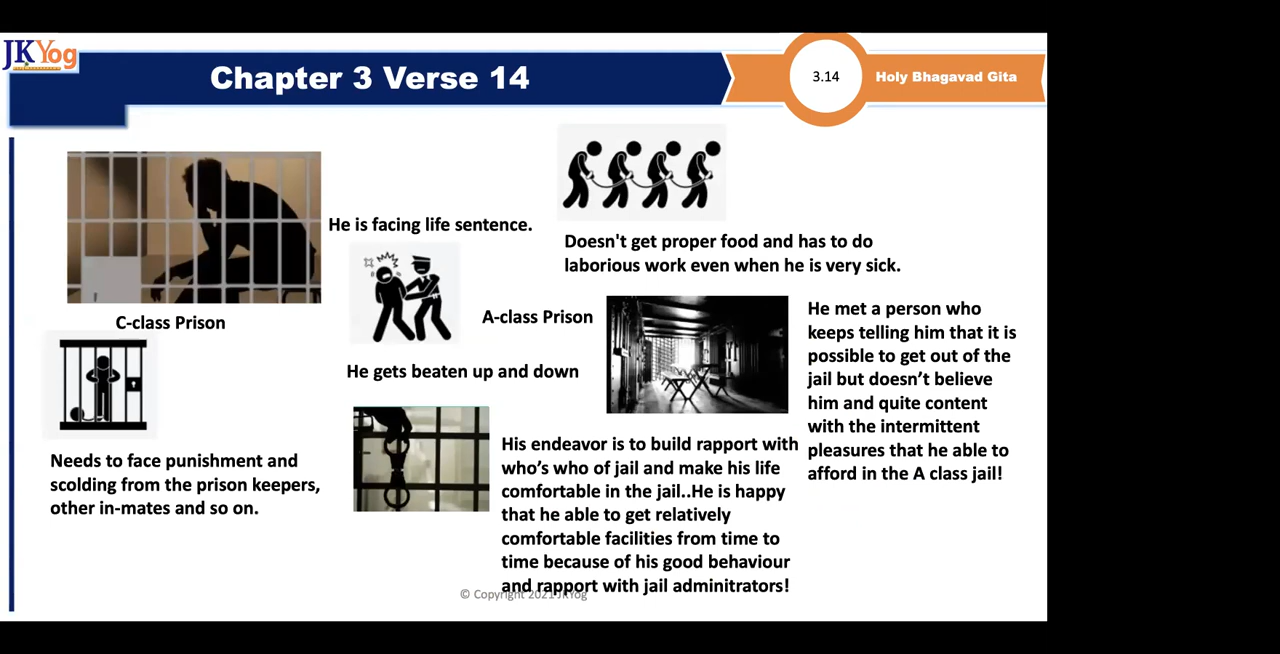 JKYog
Chapter 3 Verse 14
3.14
Holy Bhagavad Gita
He is facing life sentence.
Doesn't get proper food and has to do
laborious work even when he is very sick.
C-class Prison
A-class Prison
He met a person who
keeps telling him that it is
possible to get out of the
jail but doesn’t believe
him and quite content
with the intermittent
pleasures that he able to
afford in the A class jail!
He gets beaten up and down
Needs to face punishment and
scolding from the prison keepers,
other in-mates and so on.
His endeavor is to build rapport with
who’s who of jail and make his life
comfortable in the jail..He is happy
that he able to get relatively
comfortable facilities from time to
time because of his good behaviour
and rapport with jail adminitrators!
© Copyright 2021 JKYog